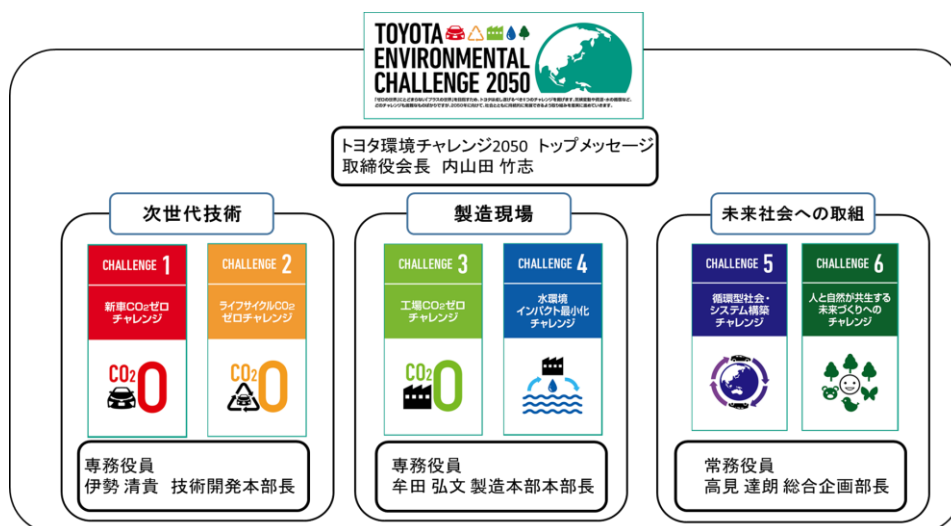 TOYOTA
ENVIRONMENTAL
CHALLENGE 2050
トヨタ環境チャレンジ2050 トップメッセージ
取締役会長 内山田 竹志
次世代技術
CHALLENGE 1
新車CO₂ゼロ
チャレンジ
CO₂0
CHALLENGE 2
ライフサイクルCO₂
ゼロチャレンジ
CO₂0
専務役員
伊勢 清貴 技術開発本部長
製造現場
CHALLENGE 3
工場CO₂ゼロ
チャレンジ
CO₂0
CHALLENGE 4
水環境
インパクト最小化
チャレンジ
専務役員
牟田 弘文 製造本部本部長
未来社会への取組
CHALLENGE 5
循環型社会・
システム構築
チャレンジ
CHALLENGE 6
人と自然が共生する
未来づくりへの
チャレンジ
常務役員
高見 達朗 総合企画部長